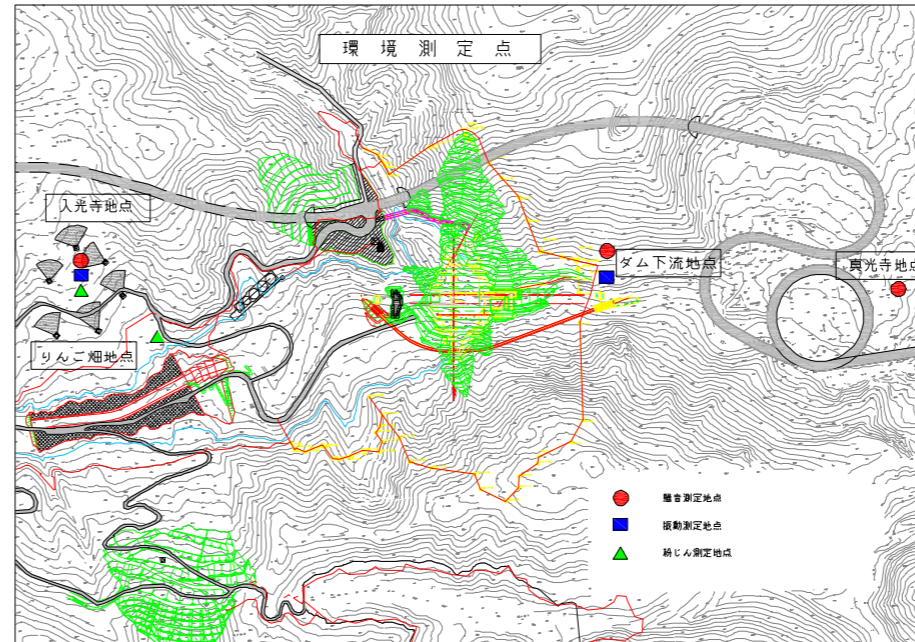 環境測定点
入光寺地点
ダム下流地点
真光寺地点
りんご畑地点
騒音測定地点
振動測定地点
粉じん測定地点